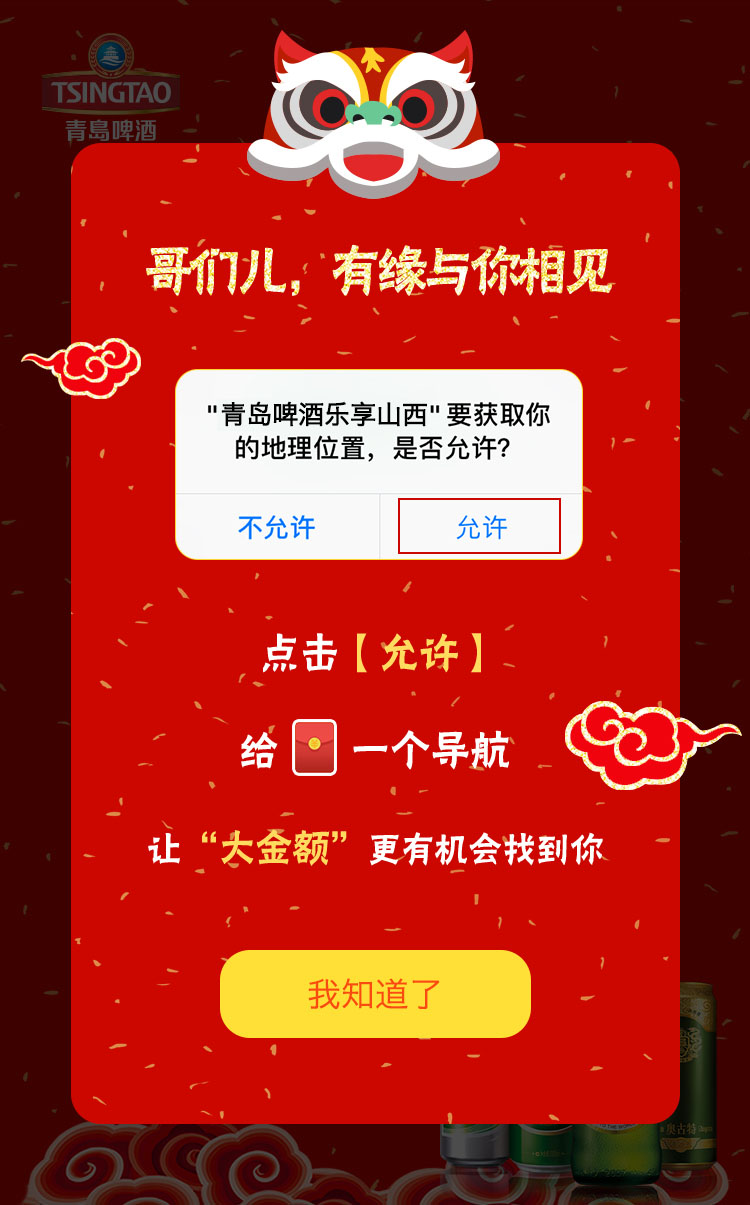 TSINGTAO
青島啤酒
哥们儿，有缘与你相见
"青岛啤酒乐享山西"要获取你
的地理位置，是否允许？
不允许
允许
点击【允许】
给 一个导航
让“大金额”更有机会找到你
我知道了
奥古特